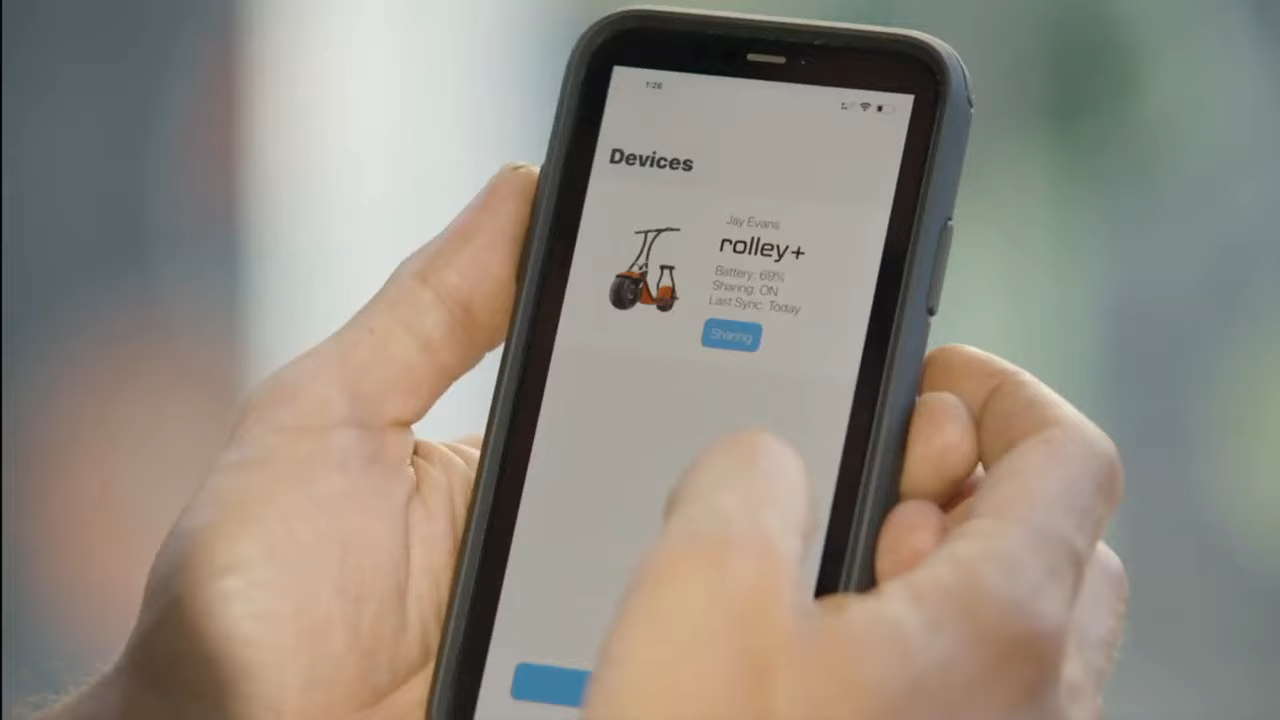 1:26
Devices
Jay Evans
rolley+
Battery: 69%
Sharing: ON
Last Sync: Today
Sharing